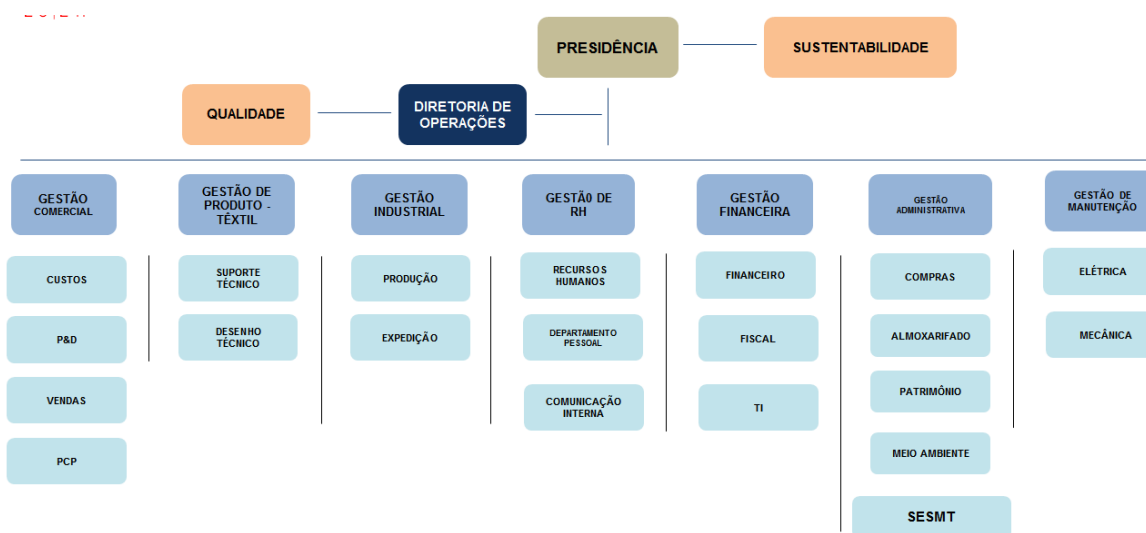 PRESIDÊNCIA
SUSTENTABILIDADE
QUALIDADE
DIRETORIA DE
OPERAÇÕES
GESTÃO
COMERCIAL
CUSTOS
P&D
VENDAS
PCP
GESTÃO DE
PRODUTO -
TÊXTIL
SUPORTE
TÉCNICO
DESENHO
TÉCNICO
GESTÃO
INDUSTRIAL
PRODUÇÃO
EXPEDIÇÃO
GESTÃ0 DE
RH
RECURSOS
HUMANOS
DEPARTAMENTO
PESSOAL
COMUNICAÇÃO
INTERNA
GESTÃO
FINANCEIRA
FINANCEIRO
FISCAL
TI
GESTÃO
ADMINISTRATIVA
COMPRAS
ALMOXARIFADO
PATRIMÔNIO
MEIO AMBIENTE
SESMT
GESTÃO DE
MANUTENÇÃO
ELÉTRICA
MECÂNICA